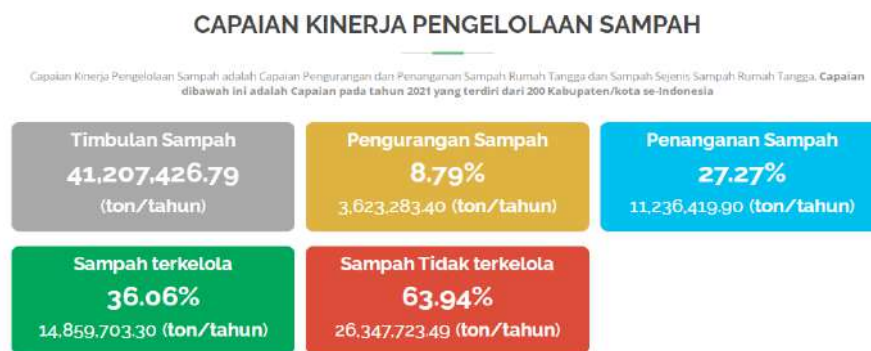 CAPAIAN KINERJA PENGELOLAAN SAMPAH
Capaian Kinerja Pengelolaan Sampah adalah Capaian Pengurangan dan Penanganan Sampah Rumah Tangga dan Sampah Sejenis Sampah Rumah Tangga. Capaian
dibawah ini adalah Capaian pada tahun 2021 yang terdiri dari 200 Kabupaten/kota se-Indonesia
Timbulan Sampah
41,207,426.79
(ton/tahun)
Pengurangan Sampah
8.79%
3,623,283.40 (ton/tahun)
Penanganan Sampah
27.27%
11,236,419.90 (ton/tahun)
Sampah terkelola
36.06%
14,859,703.30 (ton/tahun)
Sampah Tidak terkelola
63.94%
26,347,723.49 (ton/tahun)